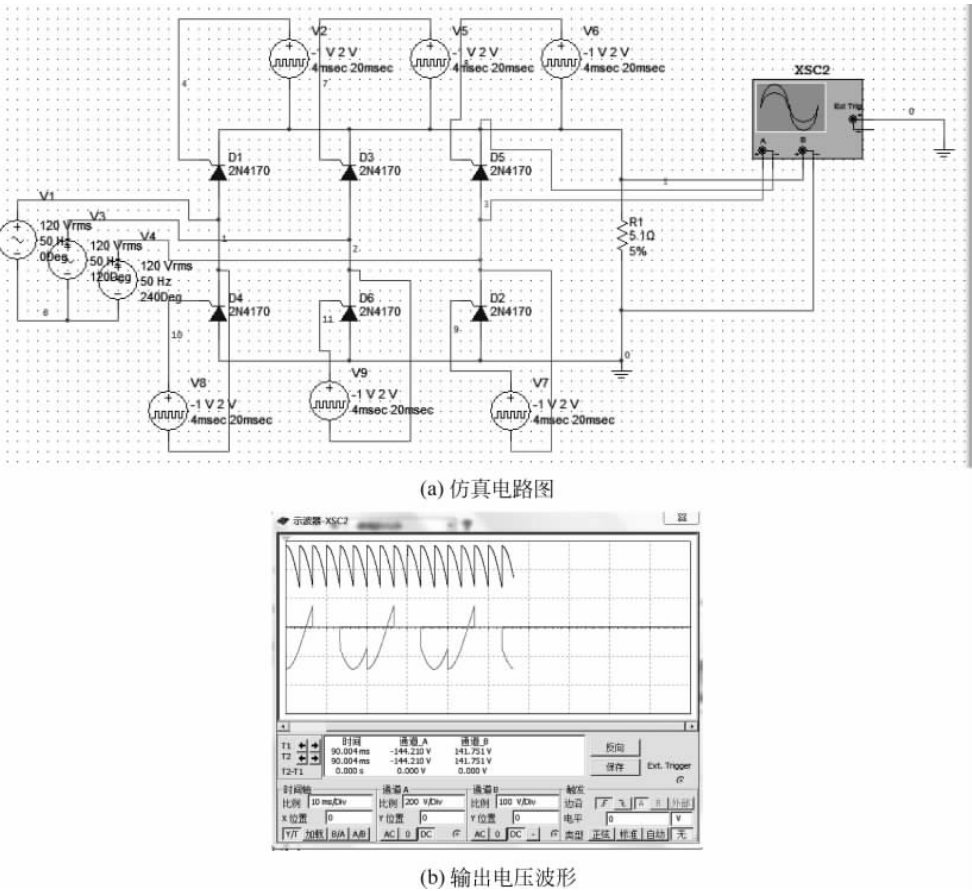 V2
-1 V 2 V
4msec 20msec
V5
-1 V 2 V
4msec 20msec
V6
-1 V 2 V
4msec 20msec
XSC2
Ext Trig
A
B
0
D1
2N4170
D3
2N4170
D5
2N4170
V1
120 Vrms
50 Hz
0Deg
V3
120 Vrms
50 Hz
120Deg
V4
120 Vrms
50 Hz
240Deg
R1
5.1Ω
5%
1
2
3
7
D4
2N4170
D6
2N4170
D2
2N4170
10
11
9
0
V8
-1 V 2 V
4msec 20msec
V9
-1 V 2 V
4msec 20msec
V7
-1 V 2 V
4msec 20msec
(a) 仿真电路图
示波器-XSC2
时间 通道_A 通道_B
T1 90.004 ms -144.210 V 141.751 V
T2 90.004 ms -144.210 V 141.751 V
T2-T1 0.000 s 0.000 V 0.000 V
反向
保存
Ext. Trigger
时间轴
比例 10 ms/Div
X 位置 0
Y/T 加载 B/A A/B
通道 A
比例 200 V/Div
Y 位置 0
AC 0 DC
通道 B
比例 100 V/Div
Y 位置 0
AC 0 DC -
触发
边沿 A B 外部
电平 0 V
类型 正弦 标准 自动 无
(b) 输出电压波形